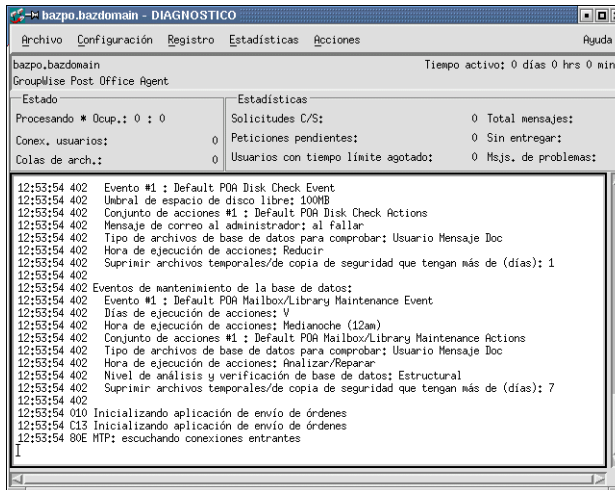 bazpo.bazdomain - DIAGNOSTICO
Archivo Configuración Registro Estadísticas Acciones Ayuda
bazpo.bazdomain Tiempo activo: 0 días 0 hrs 0 min
GroupWise Post Office Agent
Estado Estadísticas
Procesando * Ocup.: 0 : 0 Solicitudes C/S: 0 Total mensajes:
Conex. usuarios: 0 Peticiones pendientes: 0 Sin entregar:
Colas de arch.: 0 Usuarios con tiempo límite agotado: 0 Msjs. de problemas:
12:53:54 402 Evento #1 : Default POA Disk Check Event
12:53:54 402 Umbral de espacio de disco libre: 100MB
12:53:54 402 Conjunto de acciones #1 : Default POA Disk Check Actions
12:53:54 402 Mensaje de correo al administrador: al fallar
12:53:54 402 Tipo de archivos de base de datos para comprobar: Usuario Mensaje Doc
12:53:54 402 Hora de ejecución de acciones: Reducir
12:53:54 402 Suprimir archivos temporales/de copia de seguridad que tengan más de (días): 1
12:53:54 402
12:53:54 402 Eventos de mantenimiento de la base de datos:
12:53:54 402 Evento #1 : Default POA Mailbox/Library Maintenance Event
12:53:54 402 Días de ejecución de acciones: V
12:53:54 402 Hora de ejecución de acciones: Medianoche (12am)
12:53:54 402 Conjunto de acciones #1 : Default POA Mailbox/Library Maintenance Actions
12:53:54 402 Tipo de archivos de base de datos para comprobar: Usuario Mensaje Doc
12:53:54 402 Hora de ejecución de acciones: Analizar/Reparar
12:53:54 402 Nivel de análisis y verificación de base de datos: Estructural
12:53:54 402 Suprimir archivos temporales/de copia de seguridad que tengan más de (días): 7
12:53:54 402
12:53:54 010 Inicializando aplicación de envío de órdenes
12:53:54 C13 Inicializando aplicación de envío de órdenes
12:53:54 80E MTP: escuchando conexiones entrantes